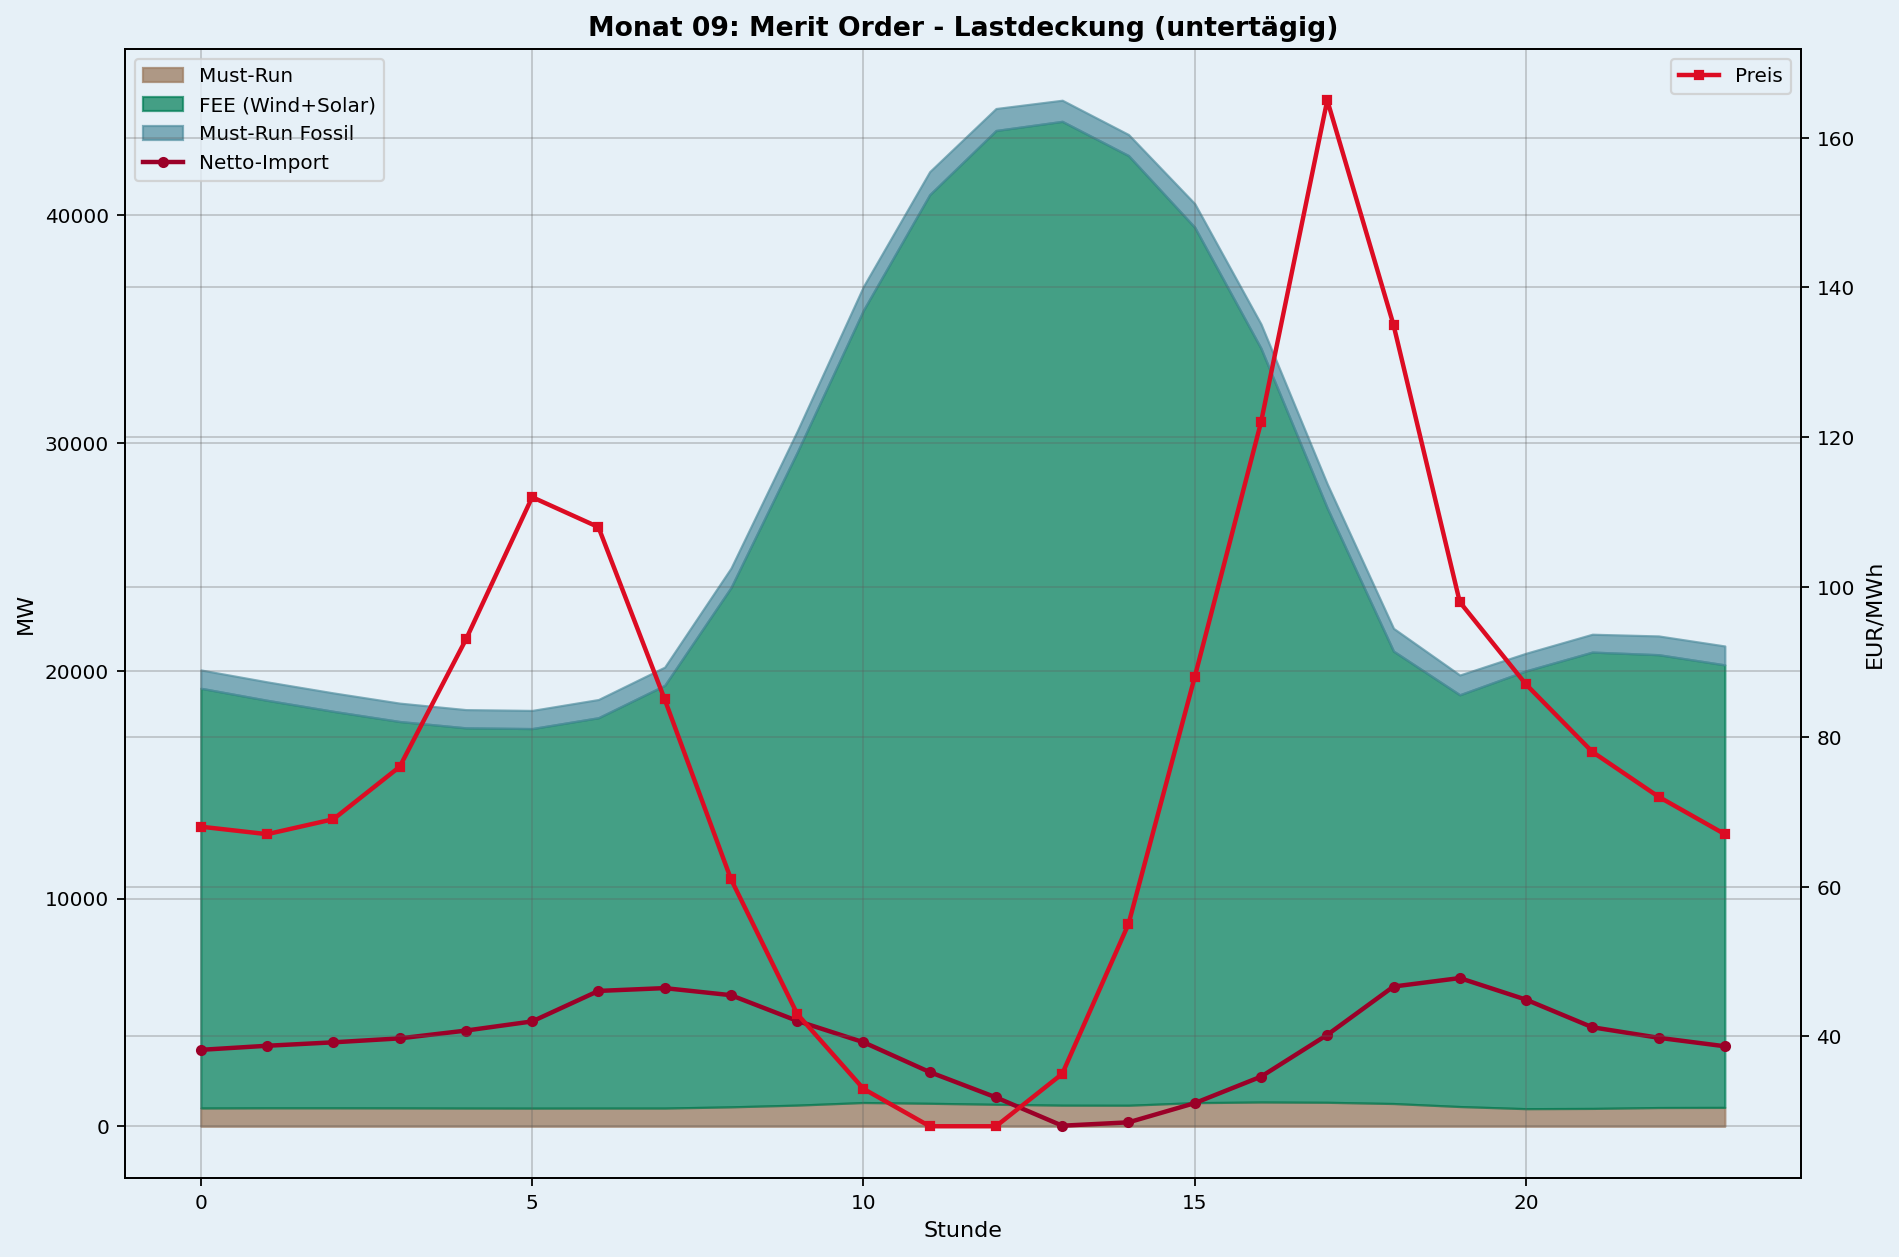 Monat 09: Merit Order - Lastdeckung (untertägig)
Must-Run
FEE (Wind+Solar)
Must-Run Fossil
Netto-Import
Preis
MW
40000
30000
20000
10000
0
EUR/MWh
160
140
120
100
80
60
40
0 5 10 15 20
Stunde